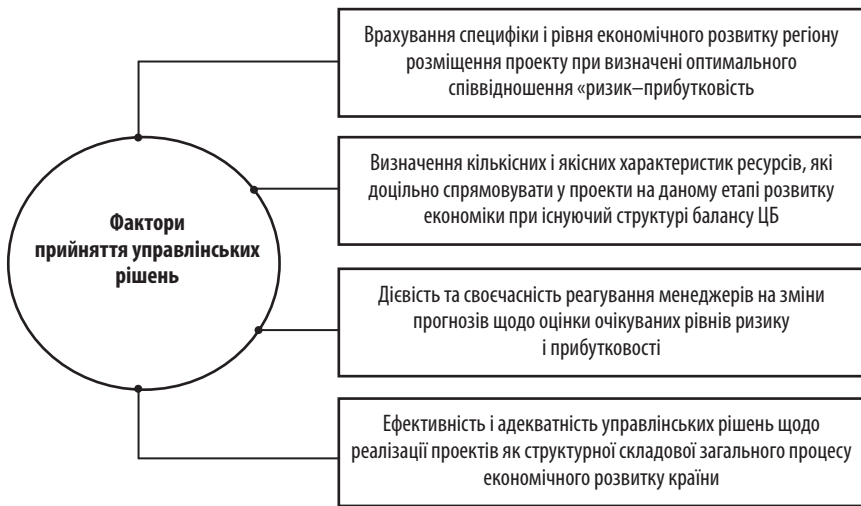 Врахування специфіки і рівня економічного розвитку регіону
розміщення проекту при визначені оптимального
співвідношення «ризик–прибутковість
Визначення кількісних і якісних характеристик ресурсів, які
доцільно спрямовувати у проекти на даному етапі розвитку
економіки при існуючий структурі балансу ЦБ
Фактори
прийняття управлінських
рішень
Дієвість та своєчасність реагування менеджерів на зміни
прогнозів щодо оцінки очікуваних рівнів ризику
і прибутковості
Ефективність і адекватність управлінських рішень щодо
реалізації проектів як структурної складової загального процесу
економічного розвитку країни